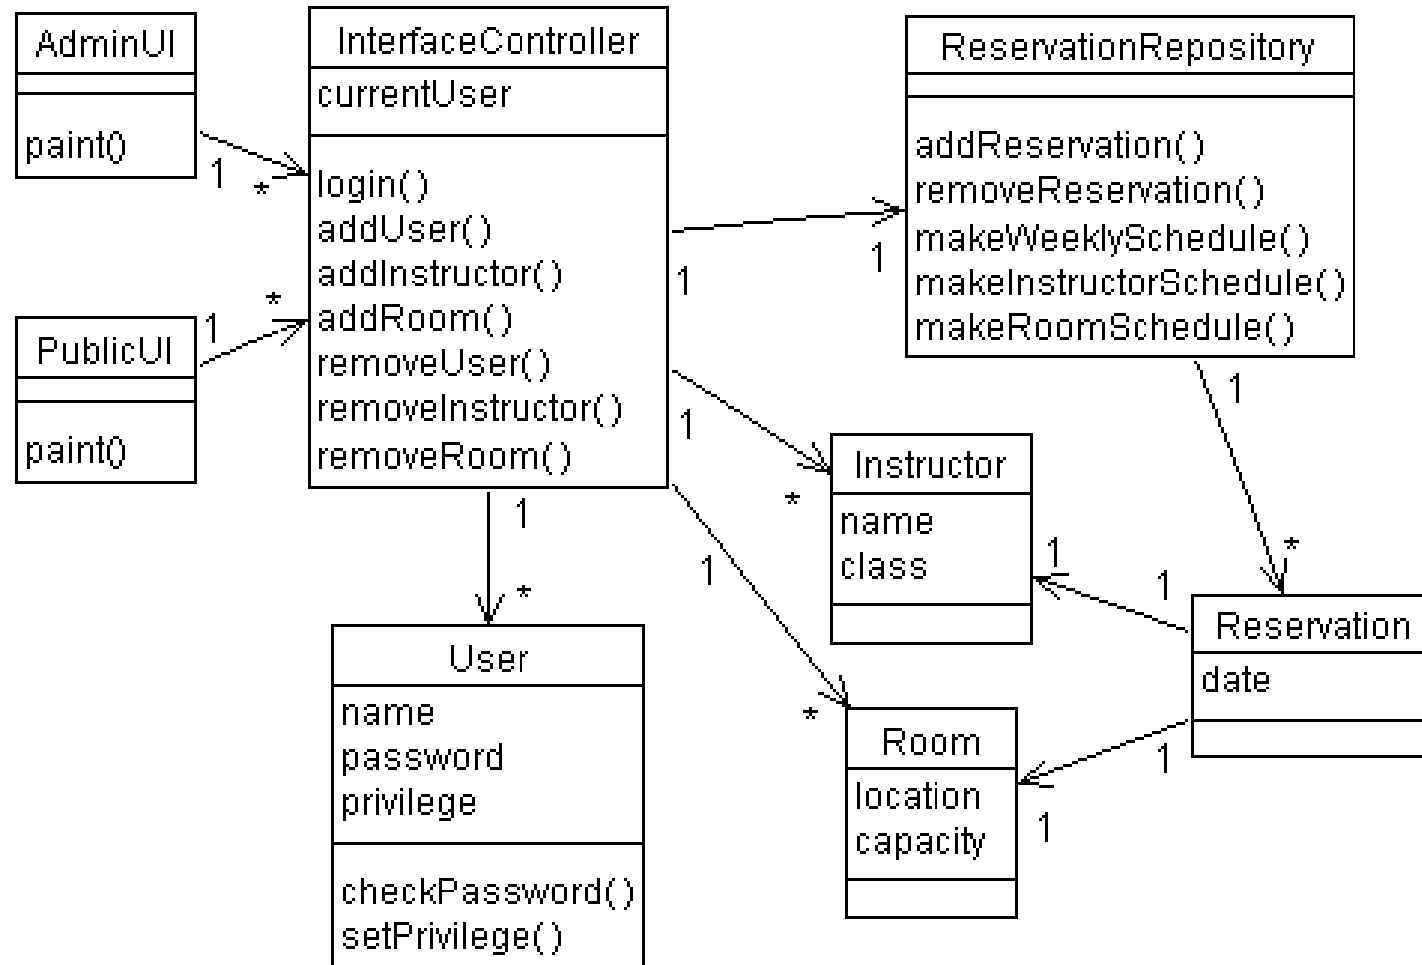 AdminUI
paint()
PublicUI
paint()
InterfaceController
currentUser
login()
addUser()
addInstructor()
addRoom()
removeUser()
removeInstructor()
removeRoom()
ReservationRepository
addReservation()
removeReservation()
makeWeeklySchedule()
makeInstructorSchedule()
makeRoomSchedule()
1
*
1
*
1
1
1
*
1
*
1
*
1
*
Instructor
name
class
1
1
Reservation
date
User
name
password
privilege
checkPassword()
setPrivilege()
Room
location
capacity
1
1